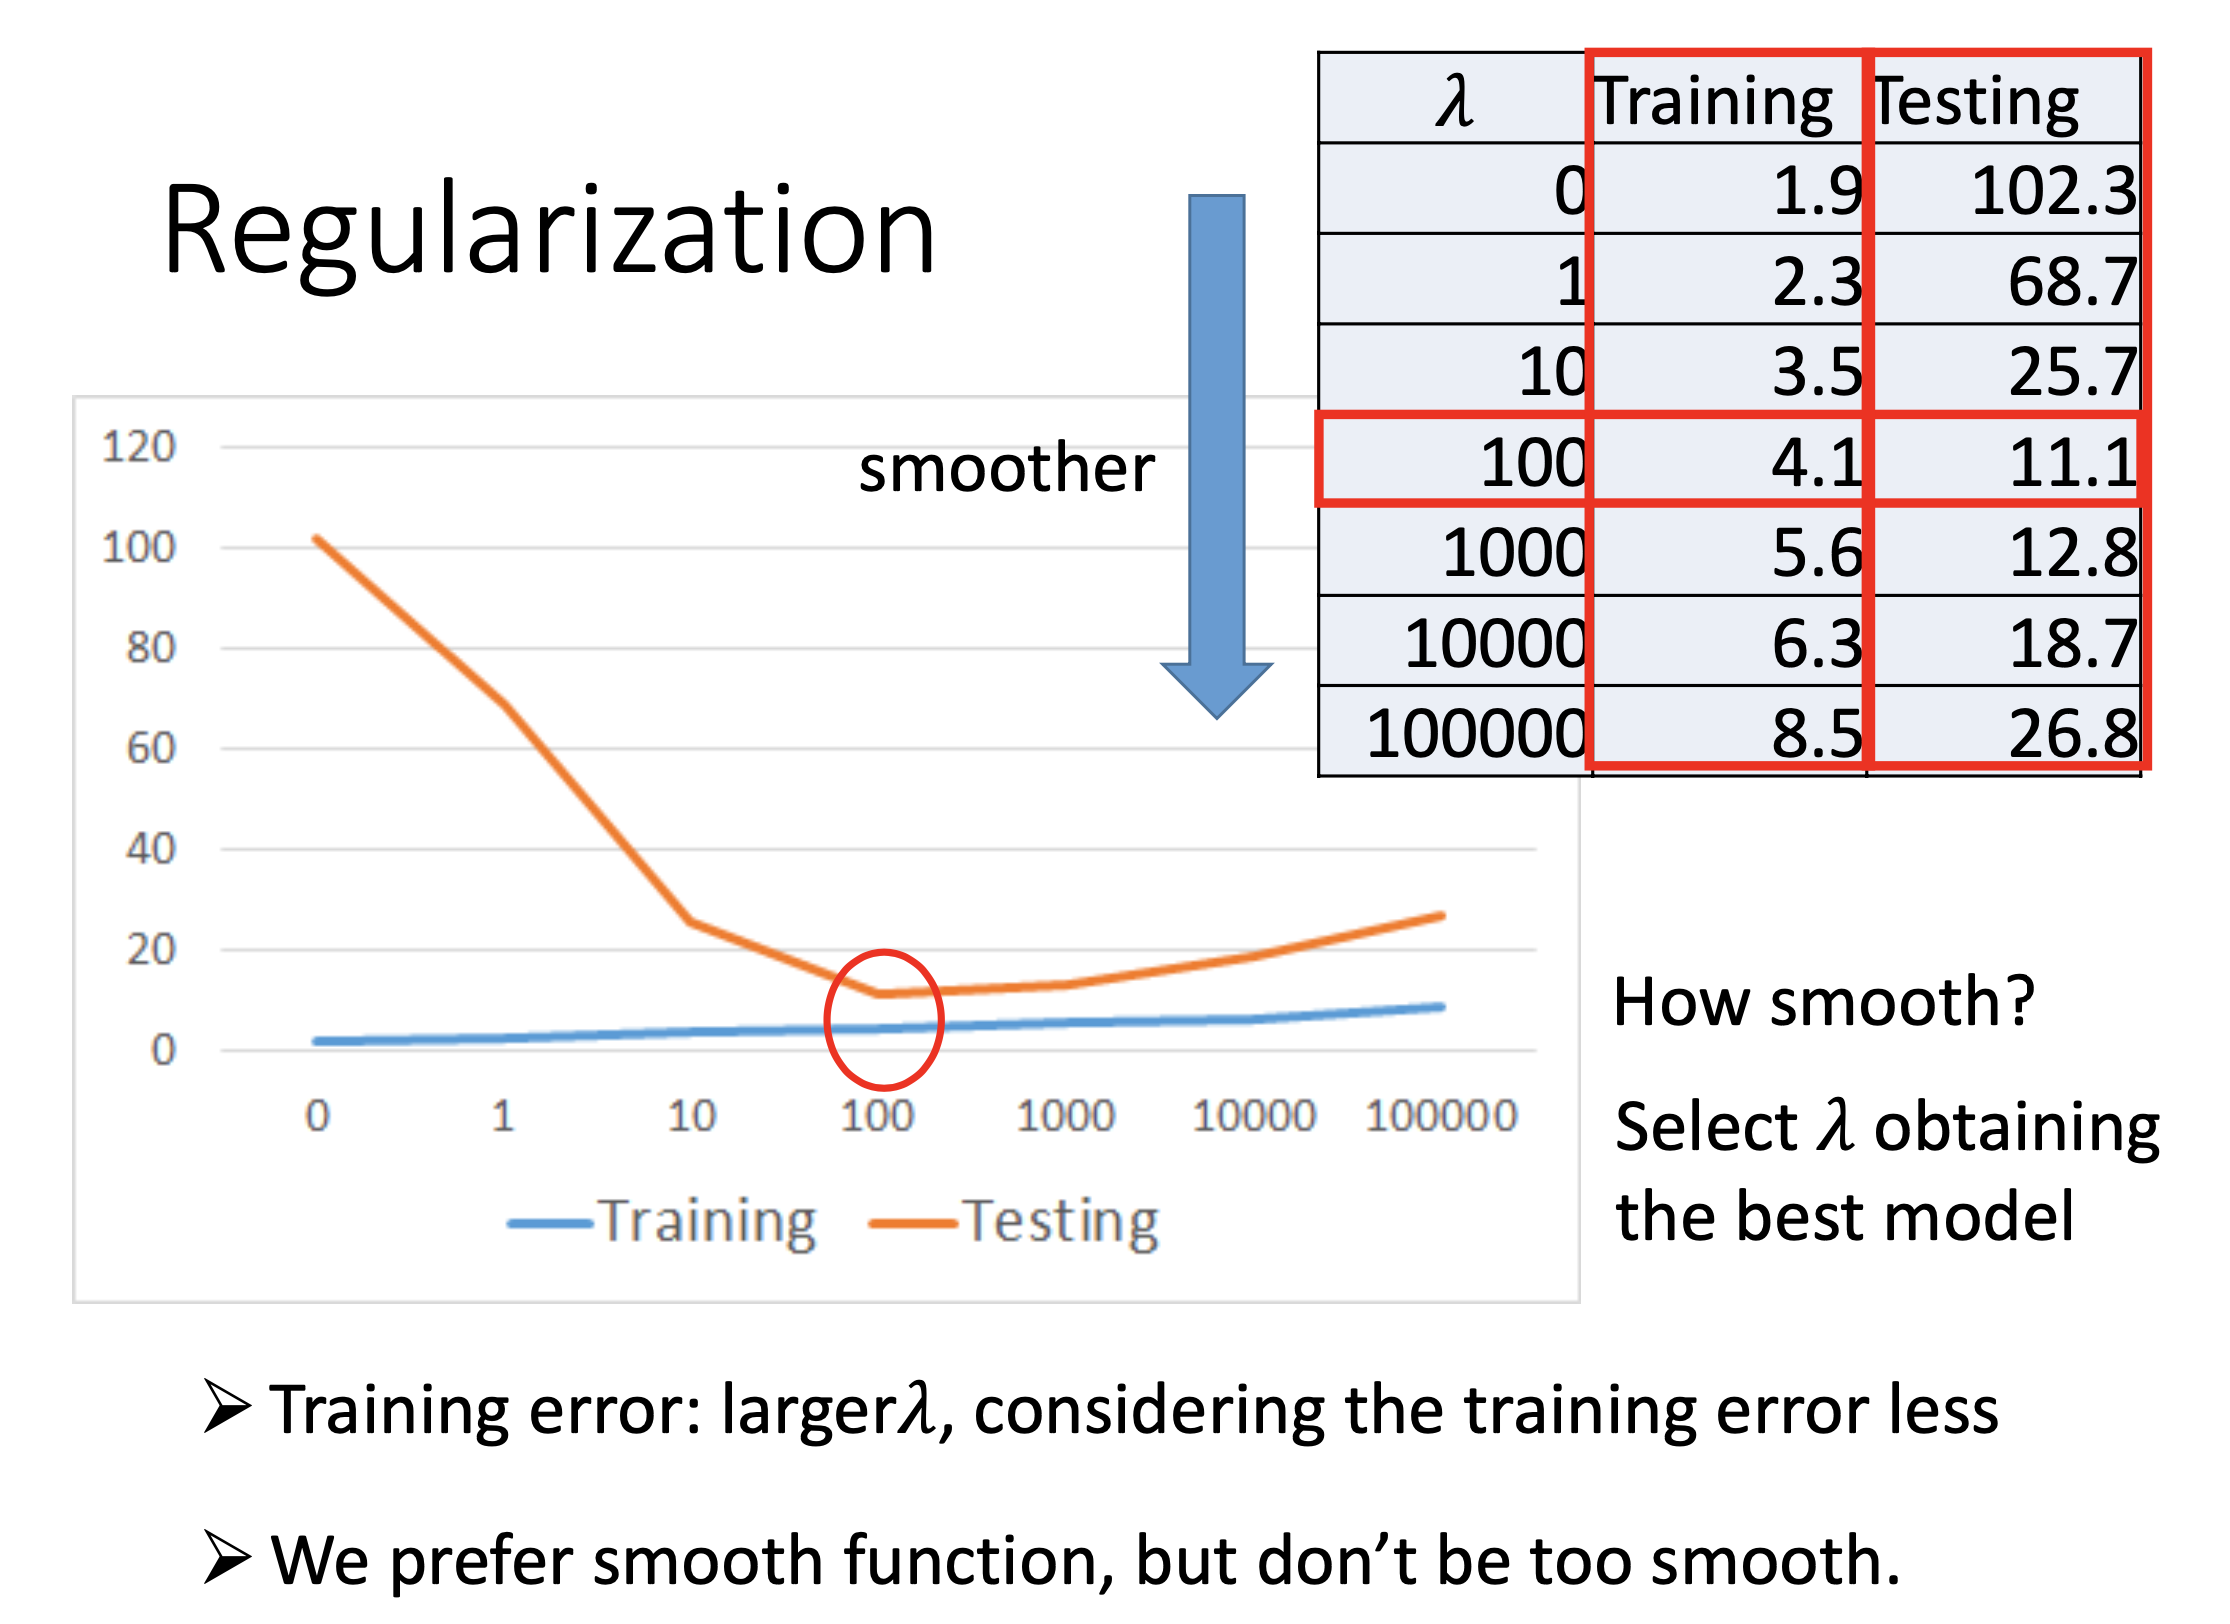 Regularization
λ Training Testing
0 1.9 102.3
1 2.3 68.7
10 3.5 25.7
100 4.1 11.1
1000 5.6 12.8
10000 6.3 18.7
100000 8.5 26.8
smoother
120
100
80
60
40
20
0
0 1 10 100 1000 10000 100000
Training Testing
How smooth?
Select λ obtaining
the best model
➢ Training error: largerλ, considering the training error less
➢ We prefer smooth function, but don’t be too smooth.